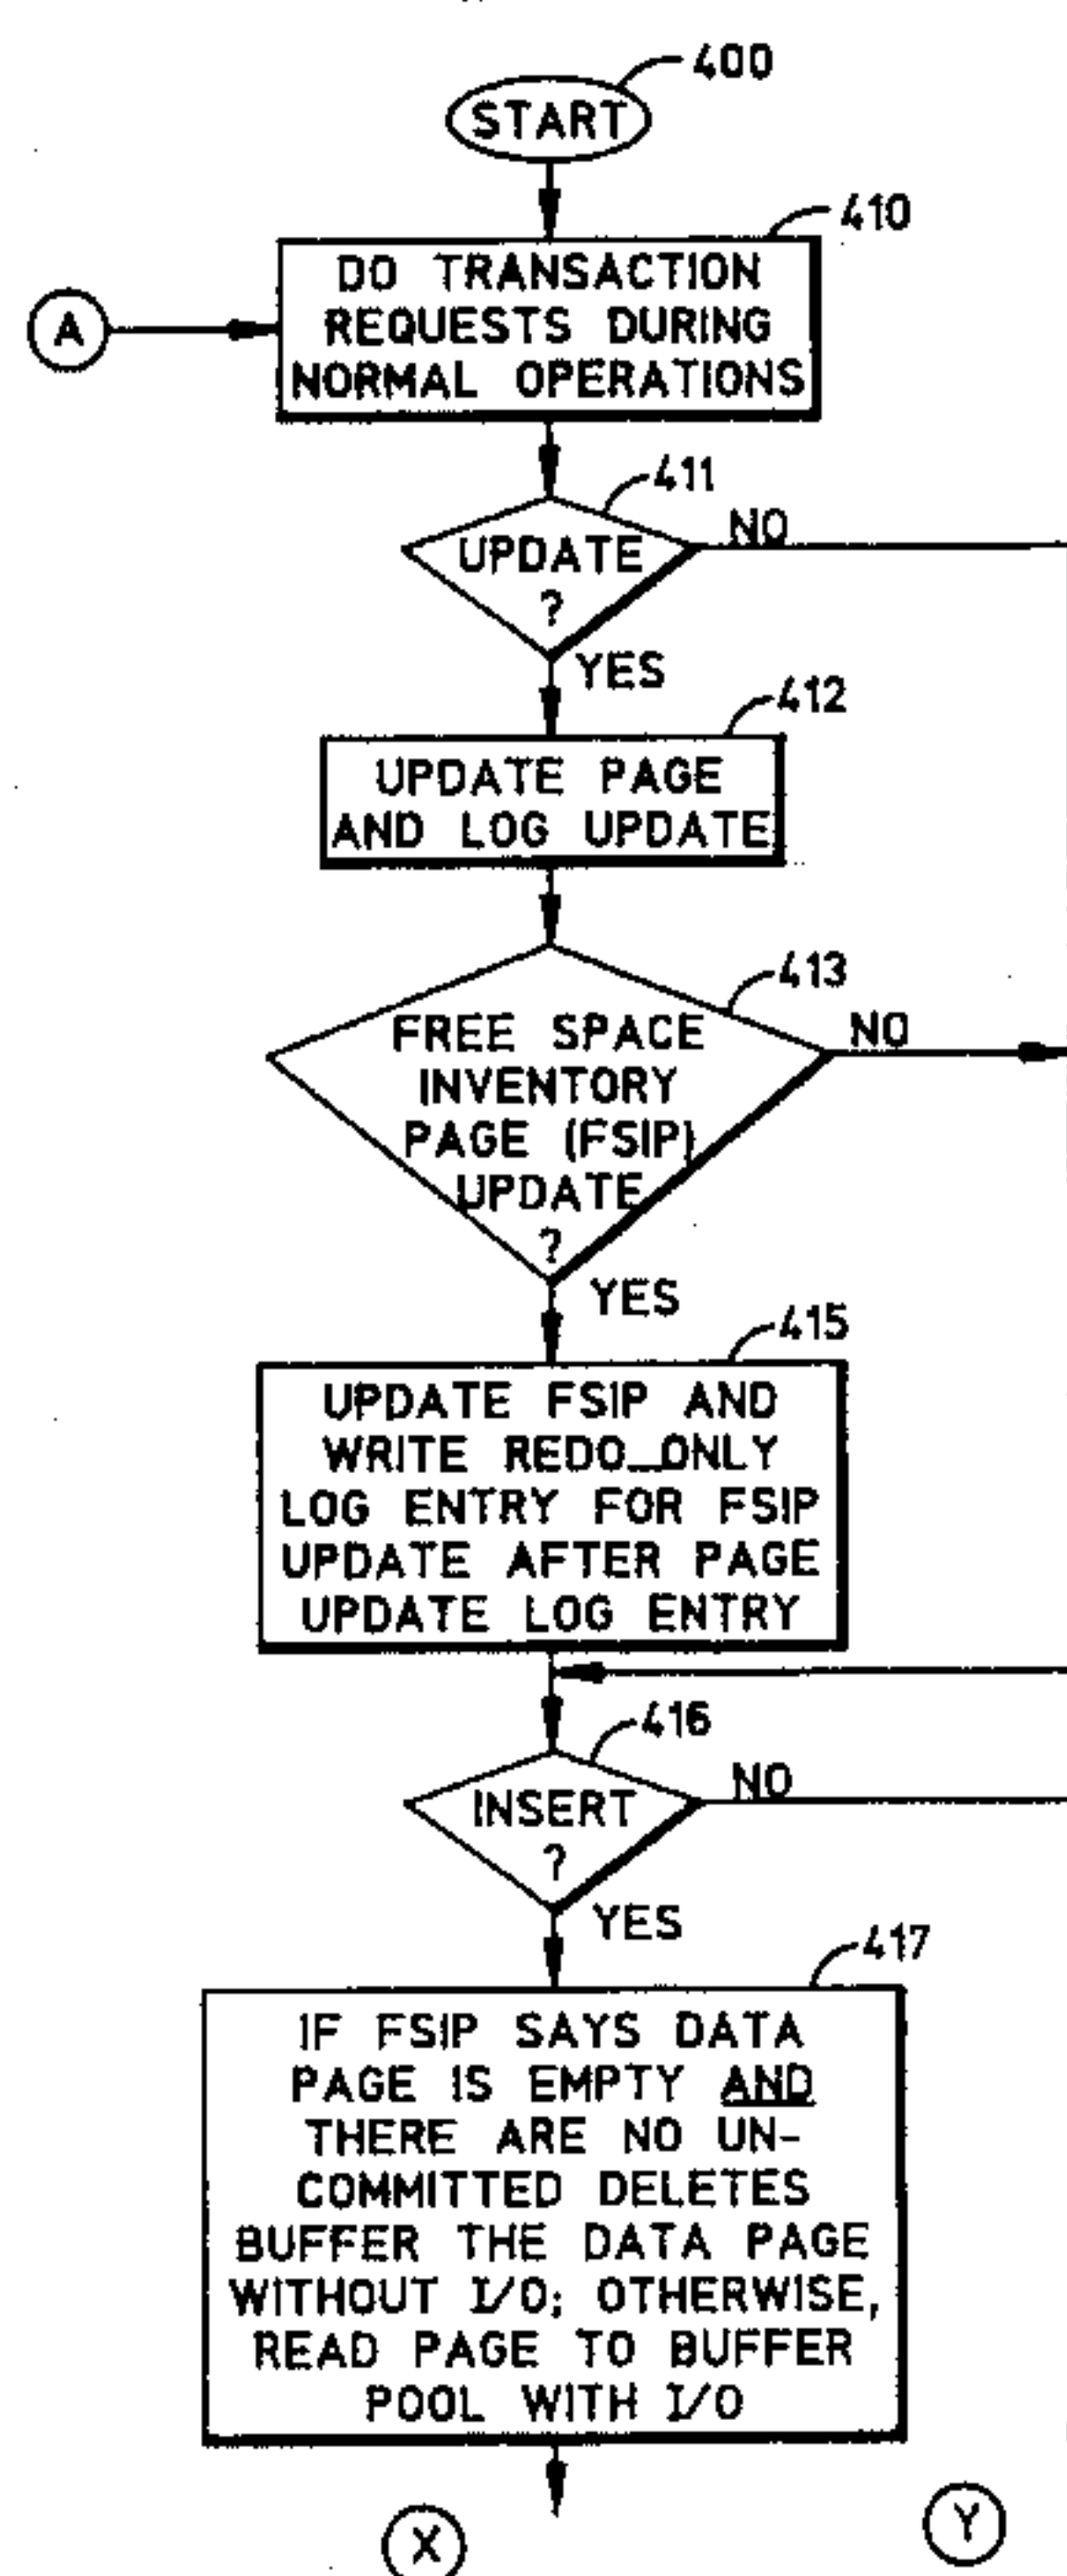 400
START
410
DO TRANSACTION
REQUESTS DURING
NORMAL OPERATIONS
A
411
UPDATE
?
NO
YES
412
UPDATE PAGE
AND LOG UPDATE
413
FREE SPACE
INVENTORY
PAGE (FSIP)
UPDATE
?
NO
YES
415
UPDATE FSIP AND
WRITE REDO_ONLY
LOG ENTRY FOR FSIP
UPDATE AFTER PAGE
UPDATE LOG ENTRY
416
INSERT
?
NO
YES
417
IF FSIP SAYS DATA
PAGE IS EMPTY AND
THERE ARE NO UN-
COMMITTED DELETES
BUFFER THE DATA PAGE
WITHOUT I/O; OTHERWISE,
READ PAGE TO BUFFER
POOL WITH I/O
X
Y